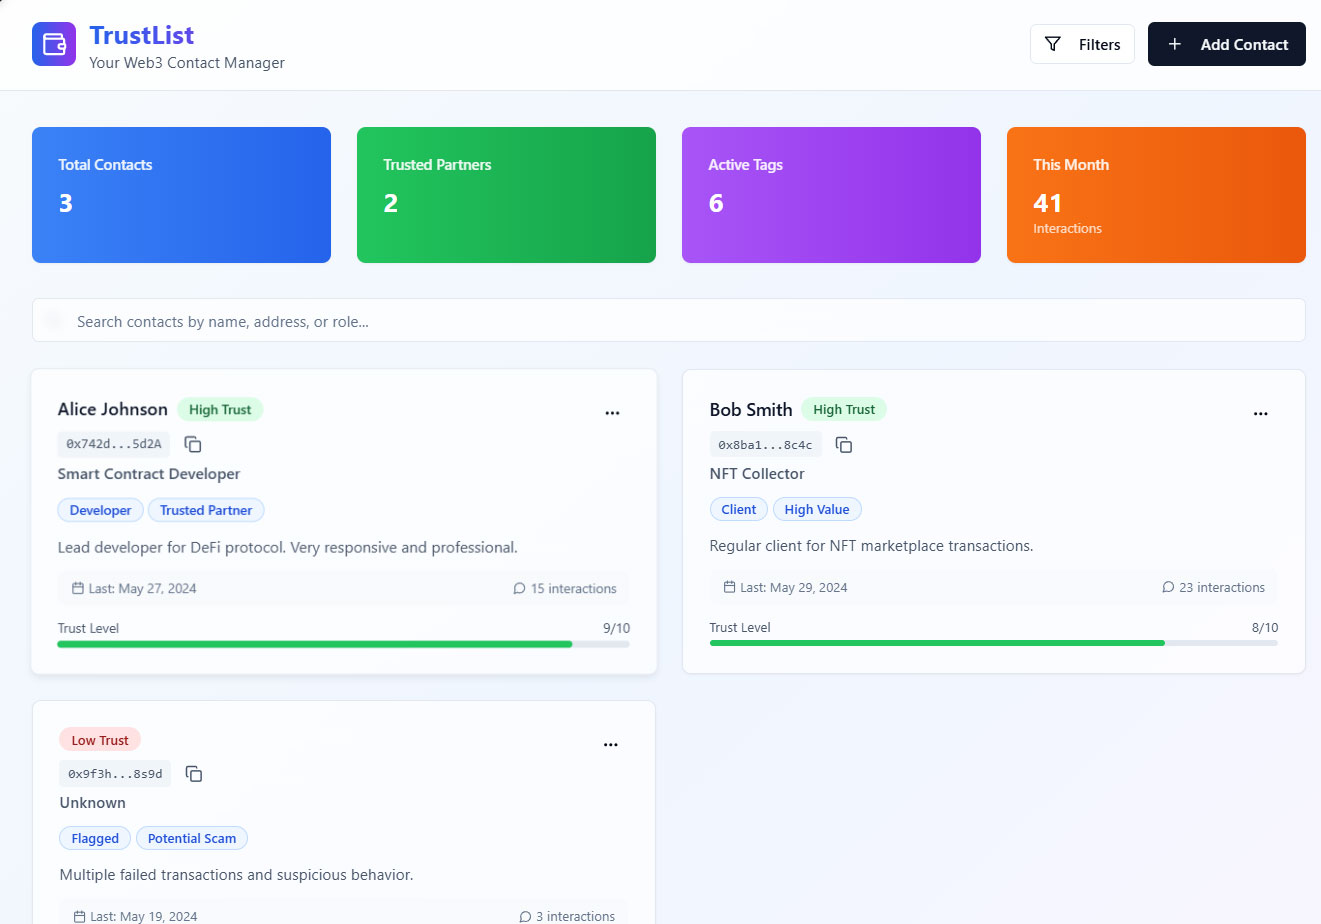 TrustList
Your Web3 Contact Manager
Filters
Add Contact
Total Contacts
3
Trusted Partners
2
Active Tags
6
This Month
41
Interactions
Search contacts by name, address, or role...
Alice Johnson High Trust
0x742d...5d2A
Smart Contract Developer
Developer Trusted Partner
Lead developer for DeFi protocol. Very responsive and professional.
Last: May 27, 2024 15 interactions
Trust Level 9/10
Bob Smith High Trust
0x8ba1...8c4c
NFT Collector
Client High Value
Regular client for NFT marketplace transactions.
Last: May 29, 2024 23 interactions
Trust Level 8/10
Low Trust
0x9f3h...8s9d
Unknown
Flagged Potential Scam
Multiple failed transactions and suspicious behavior.
Last: May 19, 2024 3 interactions